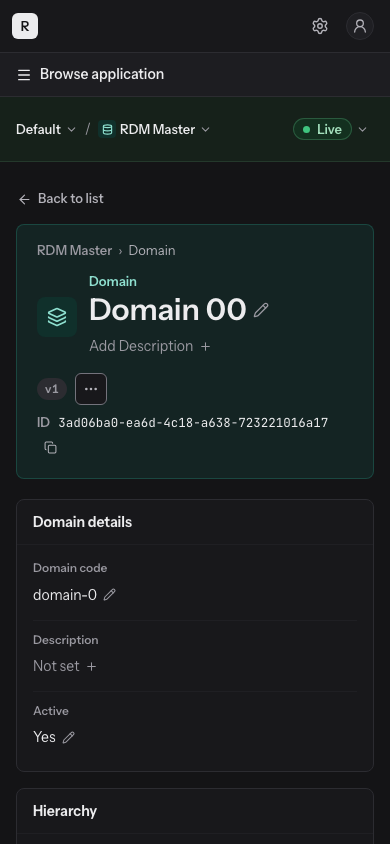 R
Browse application
Default / RDM Master Live
Back to list
RDM Master › Domain
Domain
Domain 00
Add Description +
v1 ...
ID 3ad06ba0-ea6d-4c18-a638-723221016a17
Domain details
Domain code
domain-0
Description
Not set +
Active
Yes
Hierarchy